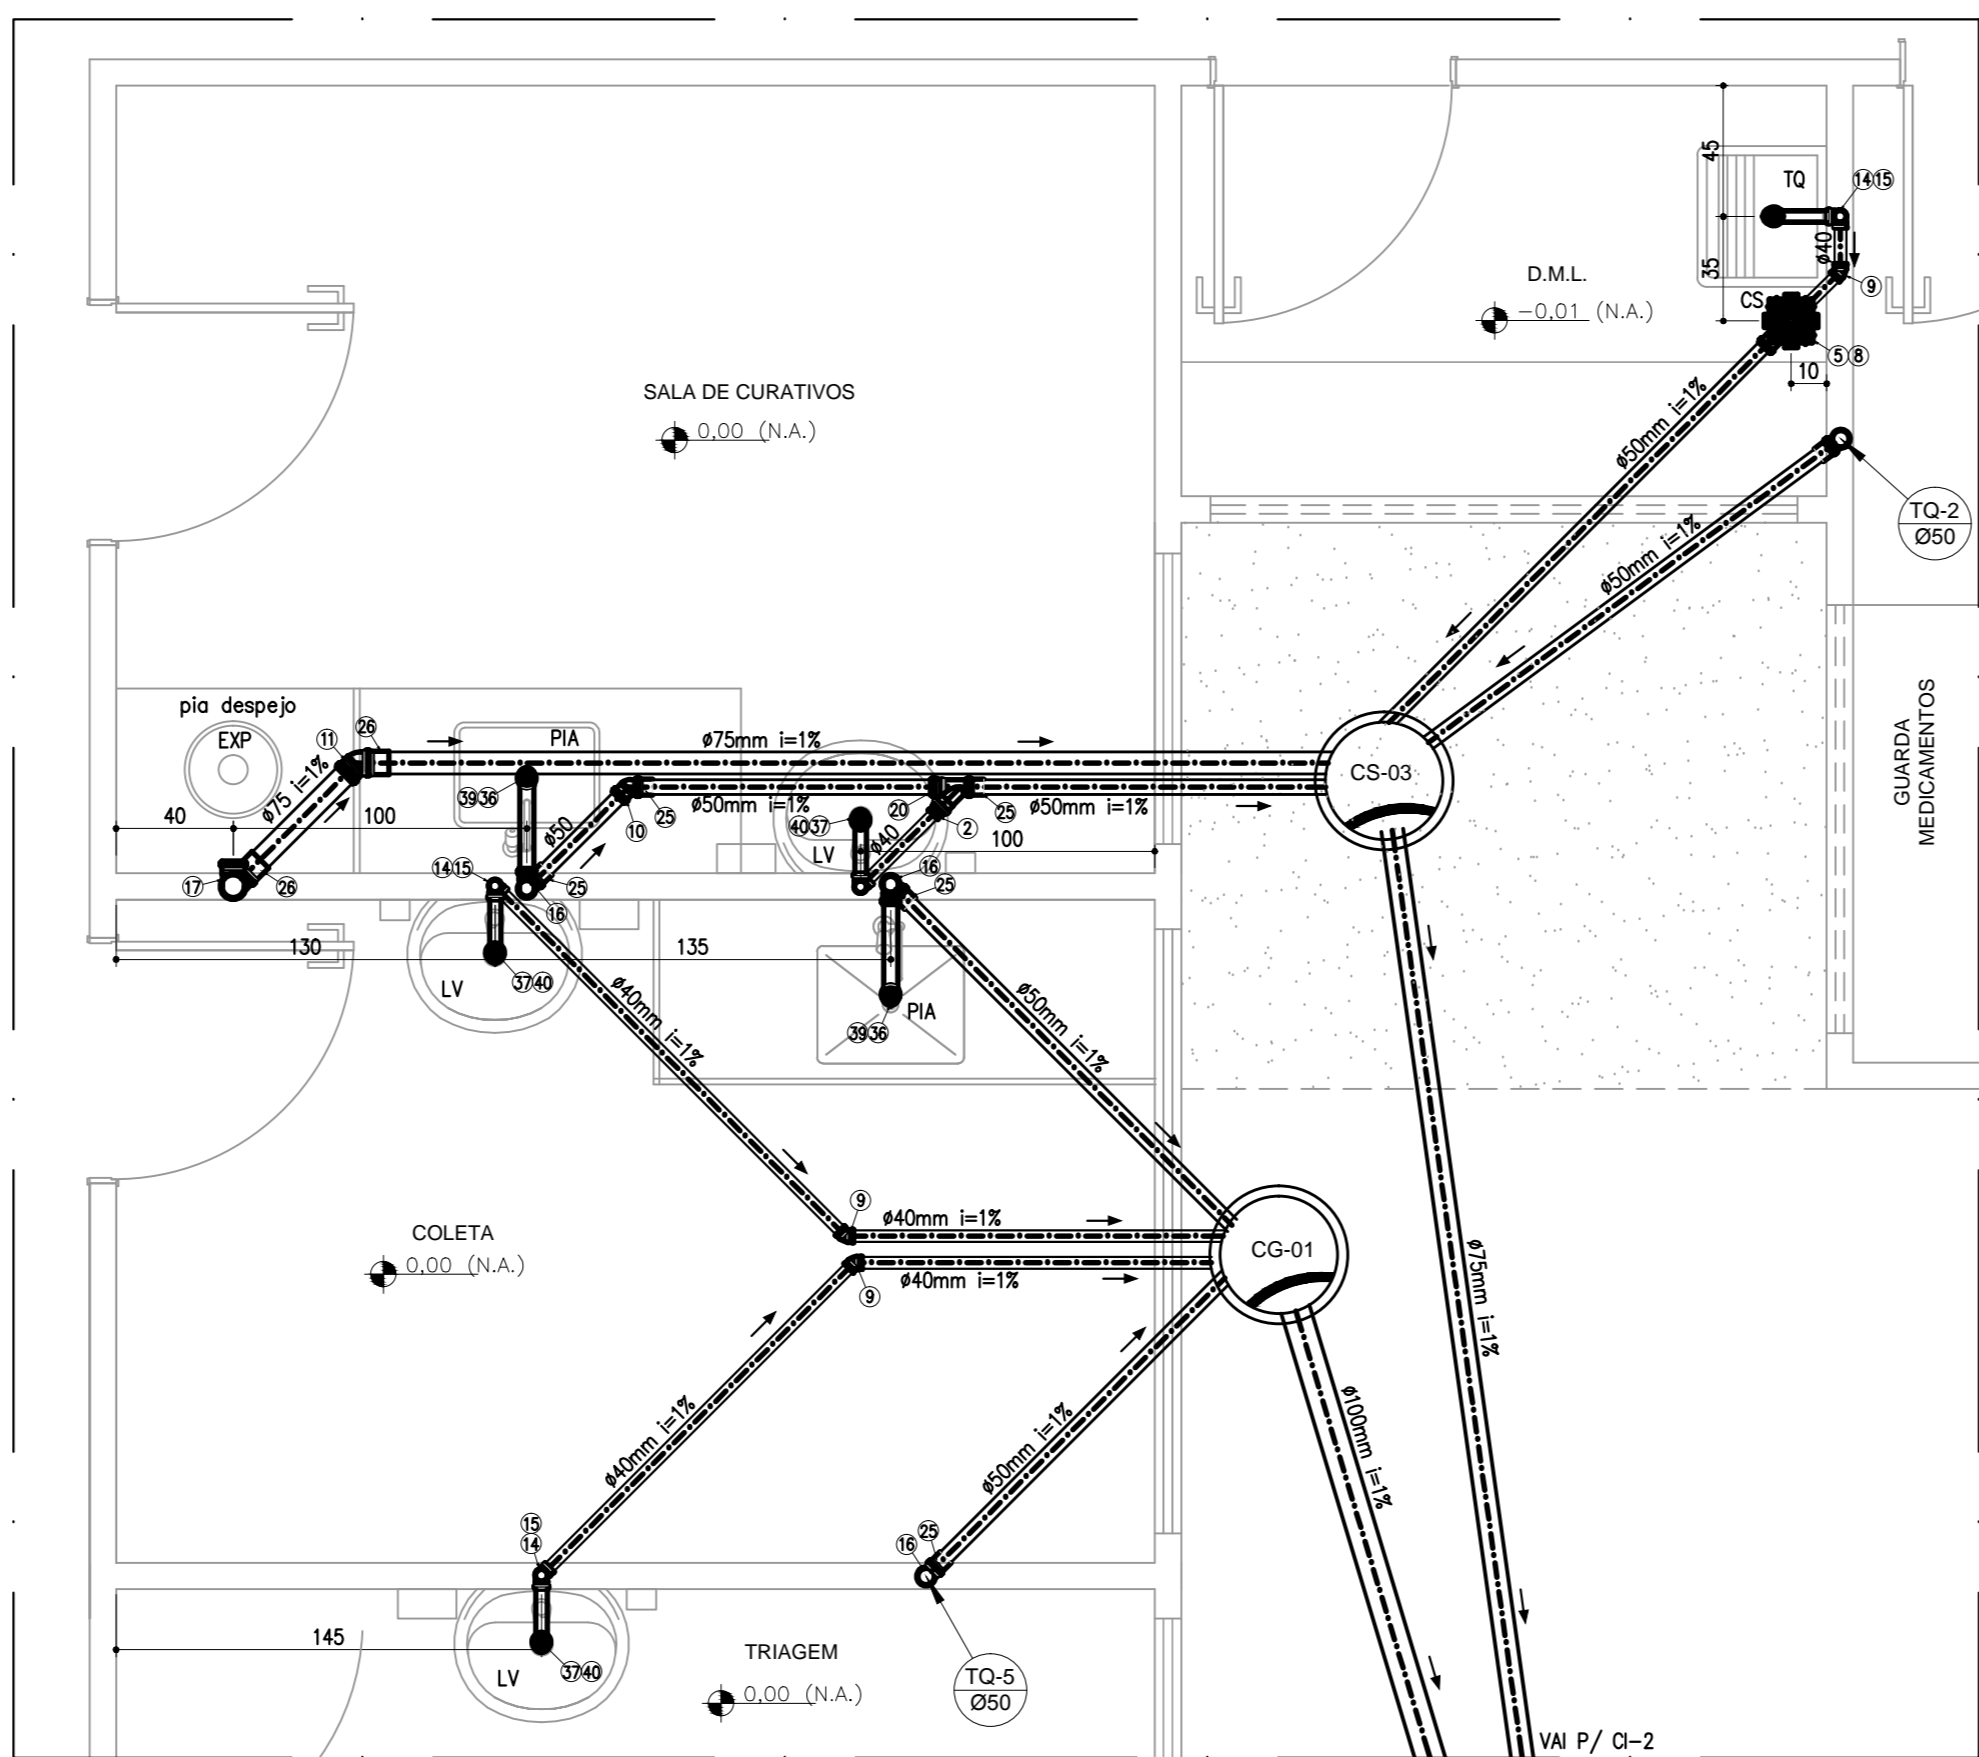 45
TQ
14 15
ø40
35
9
D.M.L.
-0,01 (N.A.)
CS
5 8
10
SALA DE CURATIVOS
0,00 (N.A.)
ø50mm i=1%
TQ-2
Ø50
ø50mm i=1%
GUARDA
MEDICAMENTOS
pia despejo
EXP
11
26
PIA
ø75mm i=1%
CS-03
ø75 i=1%
39 36
ø50mm i=1%
20
25
ø50mm i=1%
40
100
ø50
10
25
40 37
ø40
2
100
LV
17
26
14 15
25
16
16
25
130
135
LV
37 40
ø40mm i=1%
PIA
39 36
ø50mm i=1%
9
ø40mm i=1%
COLETA
0,00 (N.A.)
CG-01
ø40mm i=1%
9
ø75mm i=1%
ø40mm i=1%
ø50mm i=1%
ø100mm i=1%
15
14
16
25
145
LV
37 40
TRIAGEM
0,00 (N.A.)
TQ-5
Ø50
VAI P/ CI-2